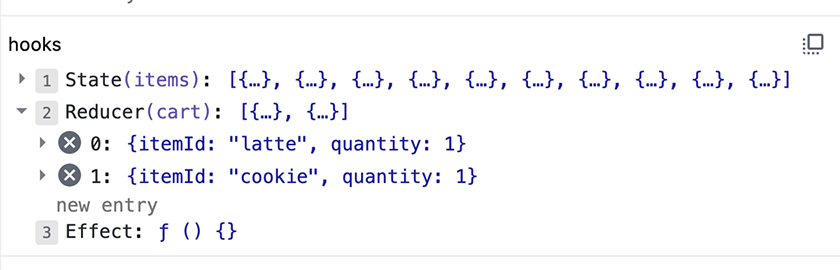 hooks
1 State(items): [{…}, {…}, {…}, {…}, {…}, {…}, {…}, {…}, {…}, {…}]
2 Reducer(cart): [{…}, {…}]
0: {itemId: "latte", quantity: 1}
1: {itemId: "cookie", quantity: 1}
new entry
3 Effect: ƒ () {}